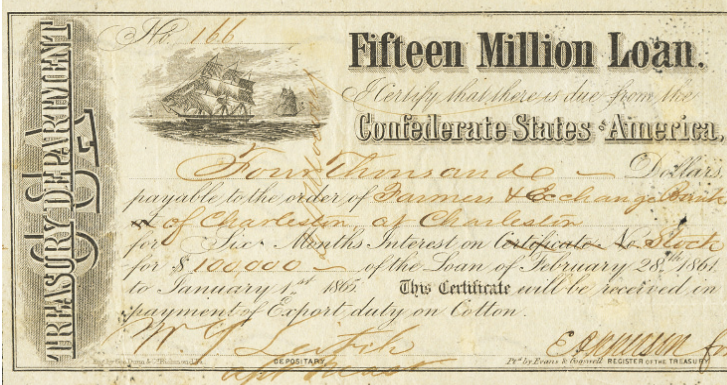 TREASURY DEPARTMENT
CSA
No. 166
Fifteen Million Loan.
I Certify that there is due from the
Confederate States of America,
Four Thousand Dollars
payable to the order of Farmers & Exchange Bank
of Charleston, at Charleston
for Six Months Interest on Certificate No. Stock
for $ 100,000 of the Loan of February 28th 1861
to January 1st 1865 This Certificate will be received in
payment of Export duty on Cotton.
DEPOSITARY
REGISTER OF THE TREASURY
Ptd. by Evans & Cogswell